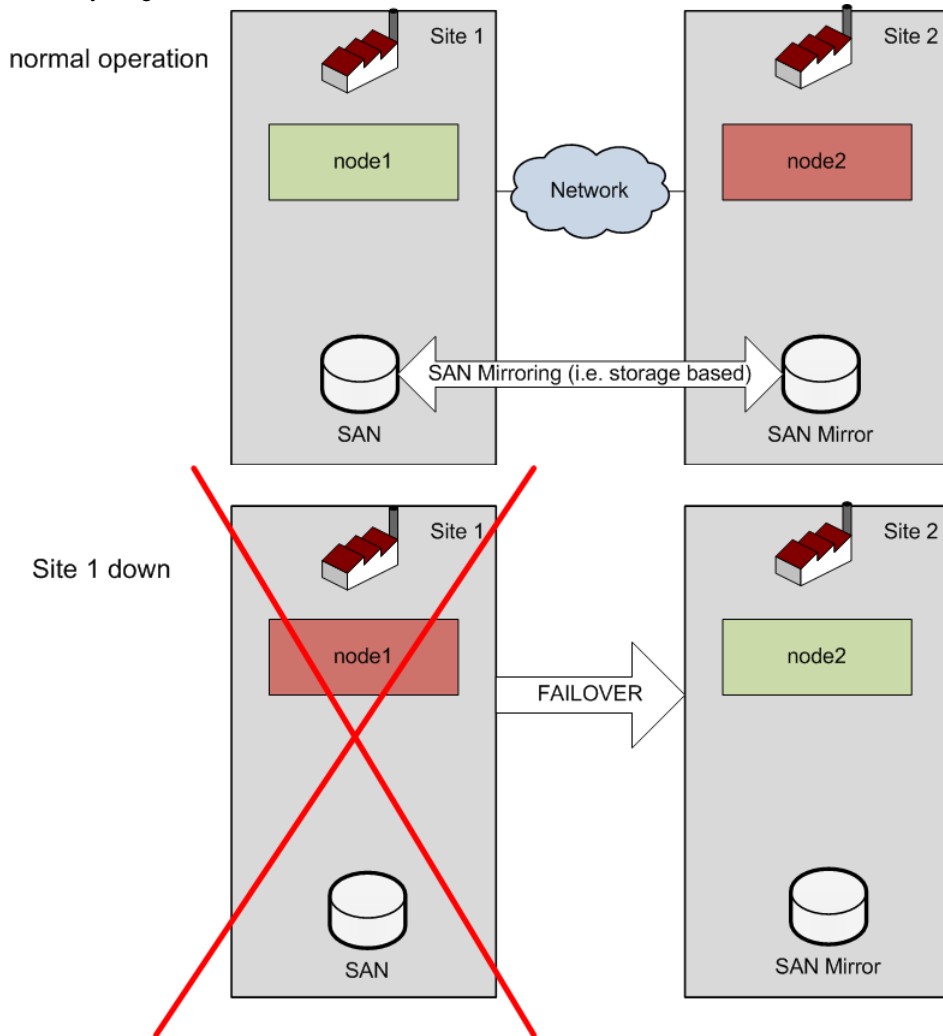 Site 1
Site 2
normal operation
node1
node2
Network
SAN Mirroring (i.e. storage based)
SAN
SAN Mirror
Site 1
Site 2
Site 1 down
node1
node2
FAILOVER
SAN
SAN Mirror